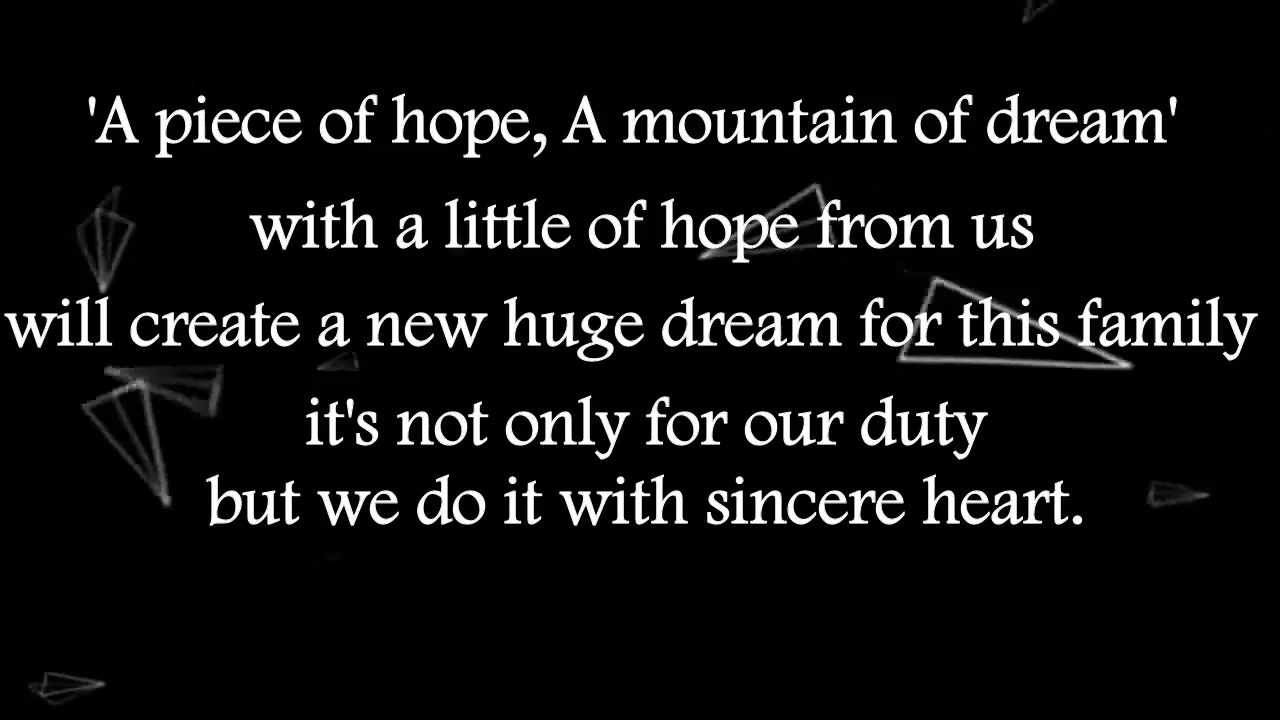 'A piece of hope, A mountain of dream'
with a little of hope from us
will create a new huge dream for this family
it's not only for our duty
but we do it with sincere heart.